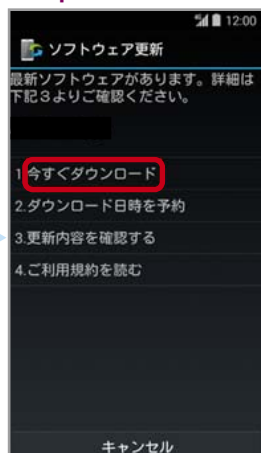 12:00
ソフトウェア更新
最新ソフトウェアがあります。詳細は
下記3よりご確認ください。
1.今すぐダウンロード
2.ダウンロード日時を予約
3.更新内容を確認する
4.ご利用規約を読む
キャンセル